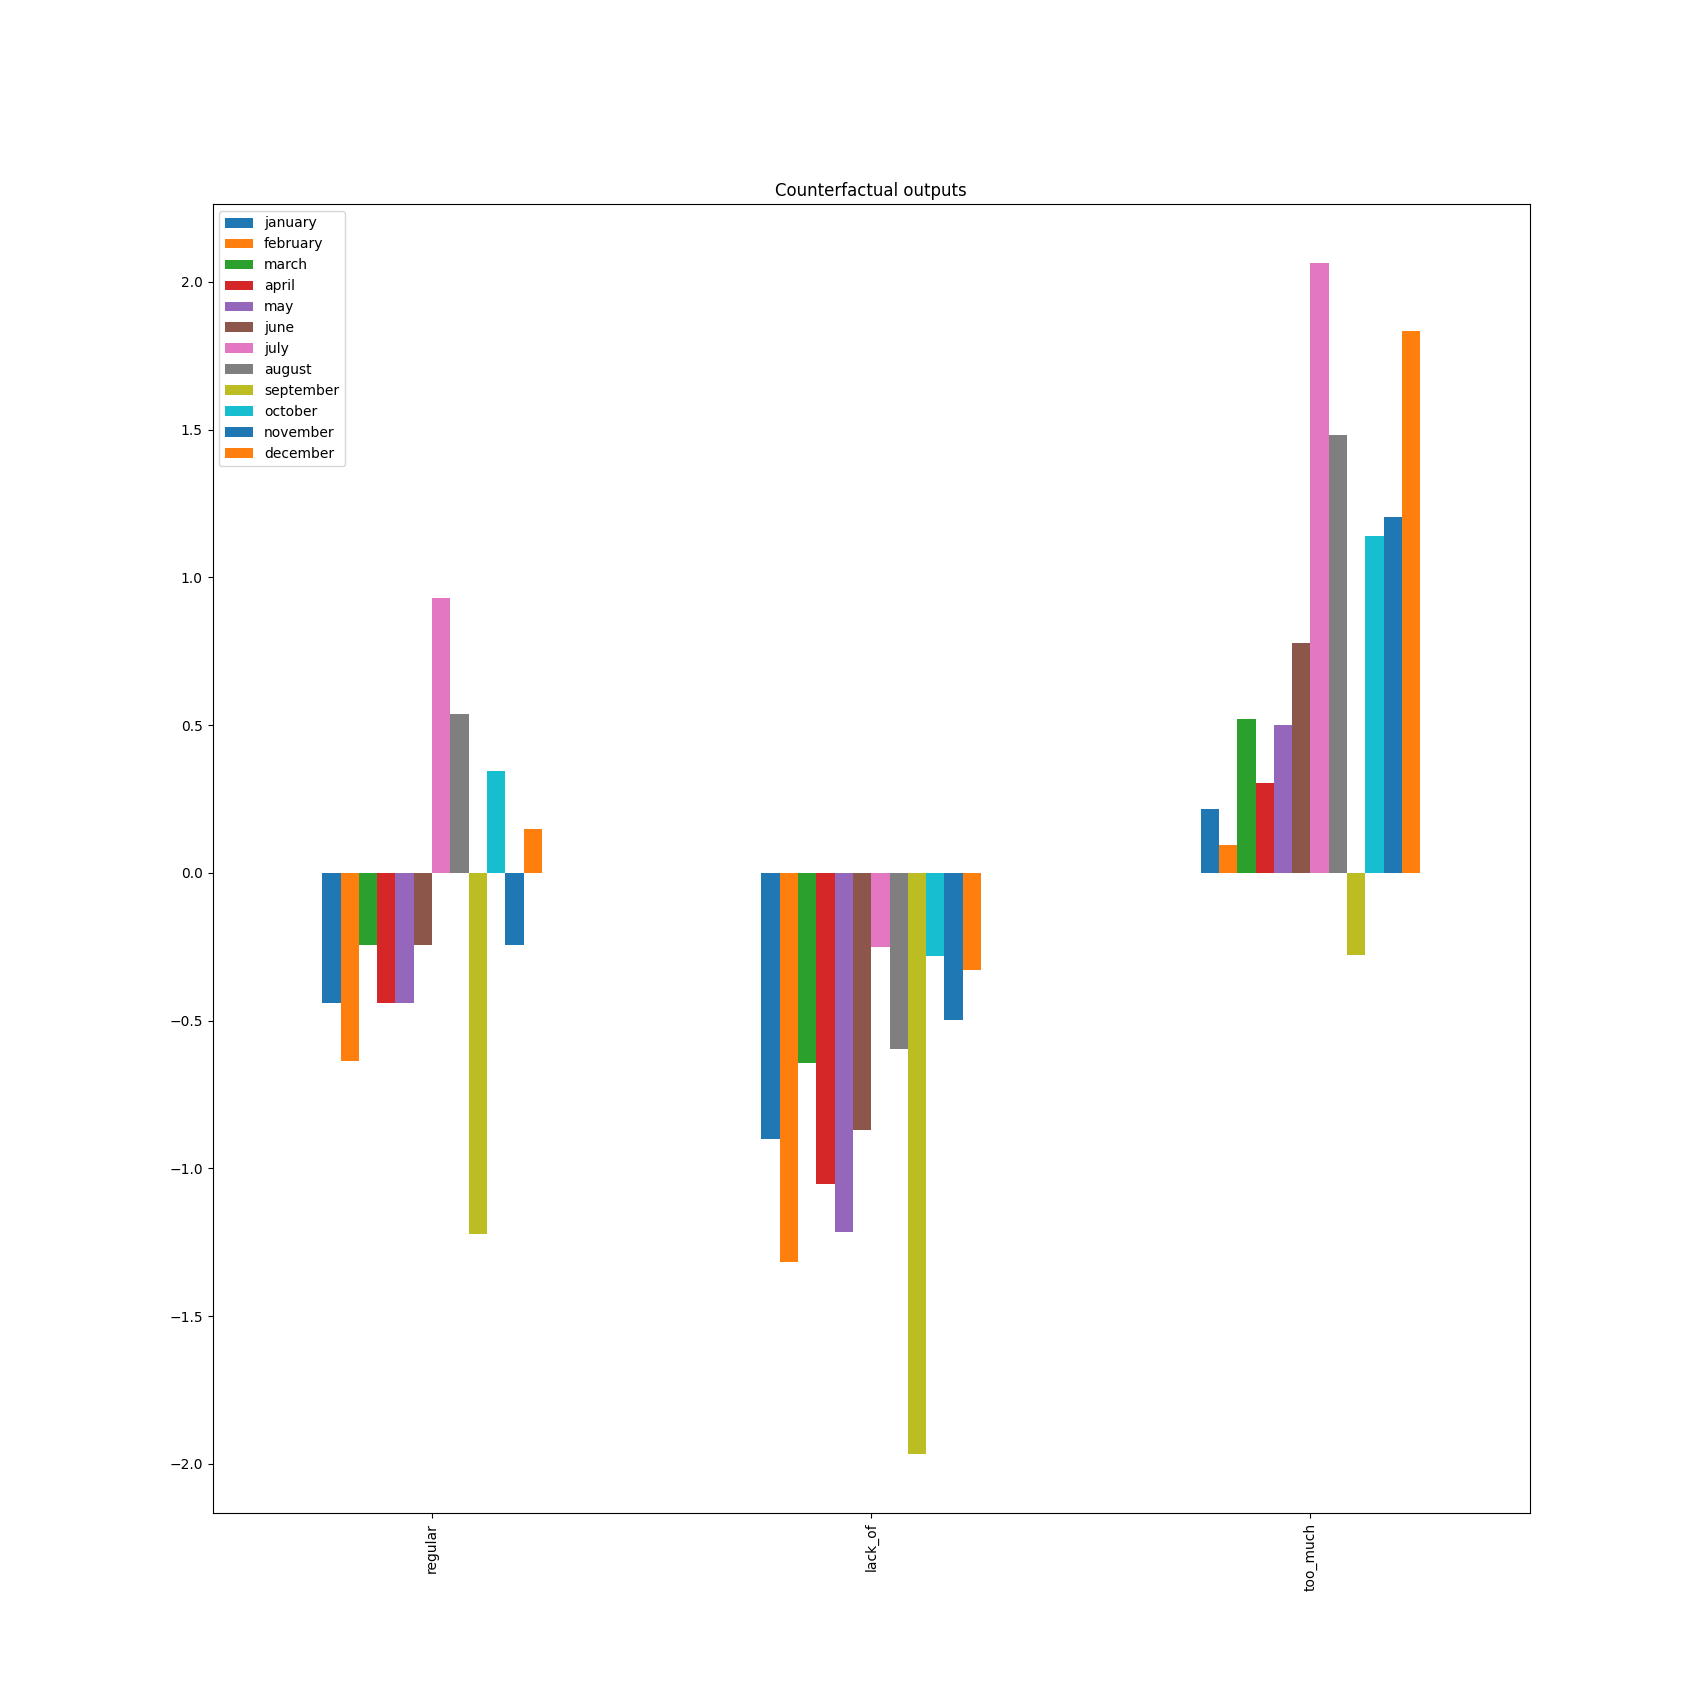 Counterfactual outputs
january
february
march
april
may
june
july
august
september
october
november
december
2.0
1.5
1.0
0.5
0.0
−0.5
−1.0
−1.5
−2.0
regular
lack_of
too_much